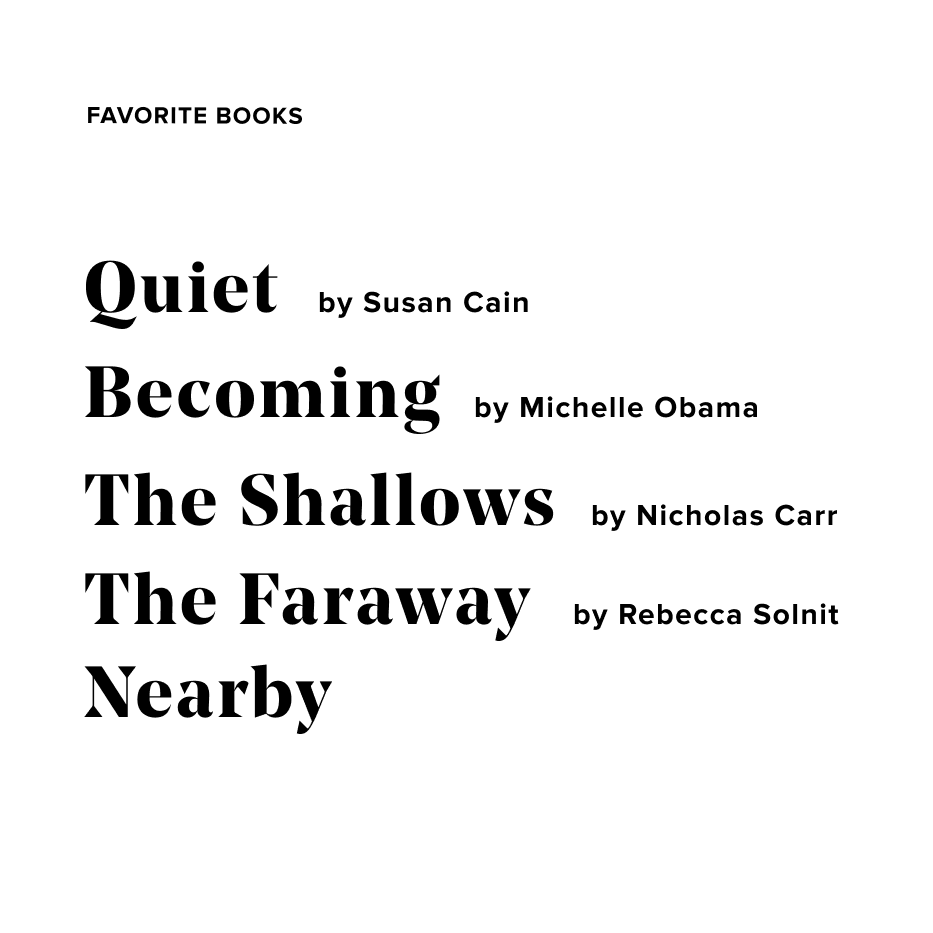 FAVORITE BOOKS
Quiet by Susan Cain
Becoming by Michelle Obama
The Shallows by Nicholas Carr
The Faraway by Rebecca Solnit
Nearby